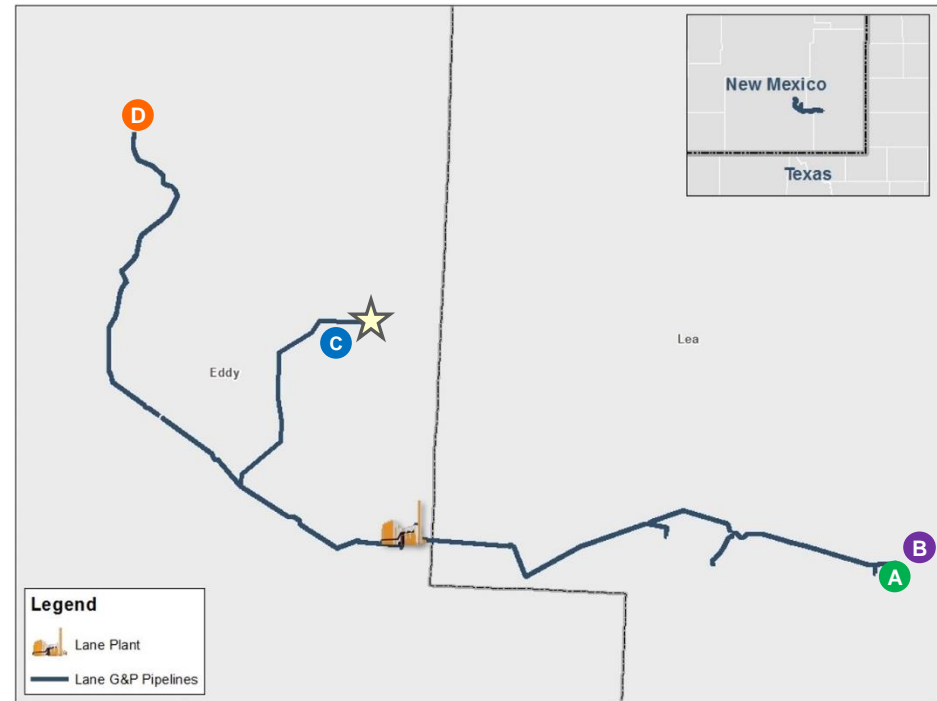 D
New Mexico
Texas
C
Eddy
Lea
B
A
Legend
Lane Plant
Lane G&P Pipelines